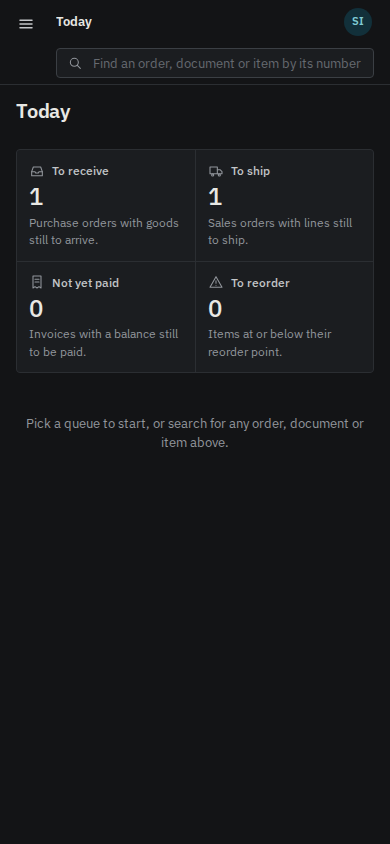 Today
SI
Find an order, document or item by its number
Today
To receive
1
Purchase orders with goods
still to arrive.
To ship
1
Sales orders with lines still
to ship.
Not yet paid
0
Invoices with a balance still
to be paid.
To reorder
0
Items at or below their
reorder point.
Pick a queue to start, or search for any order, document or
item above.